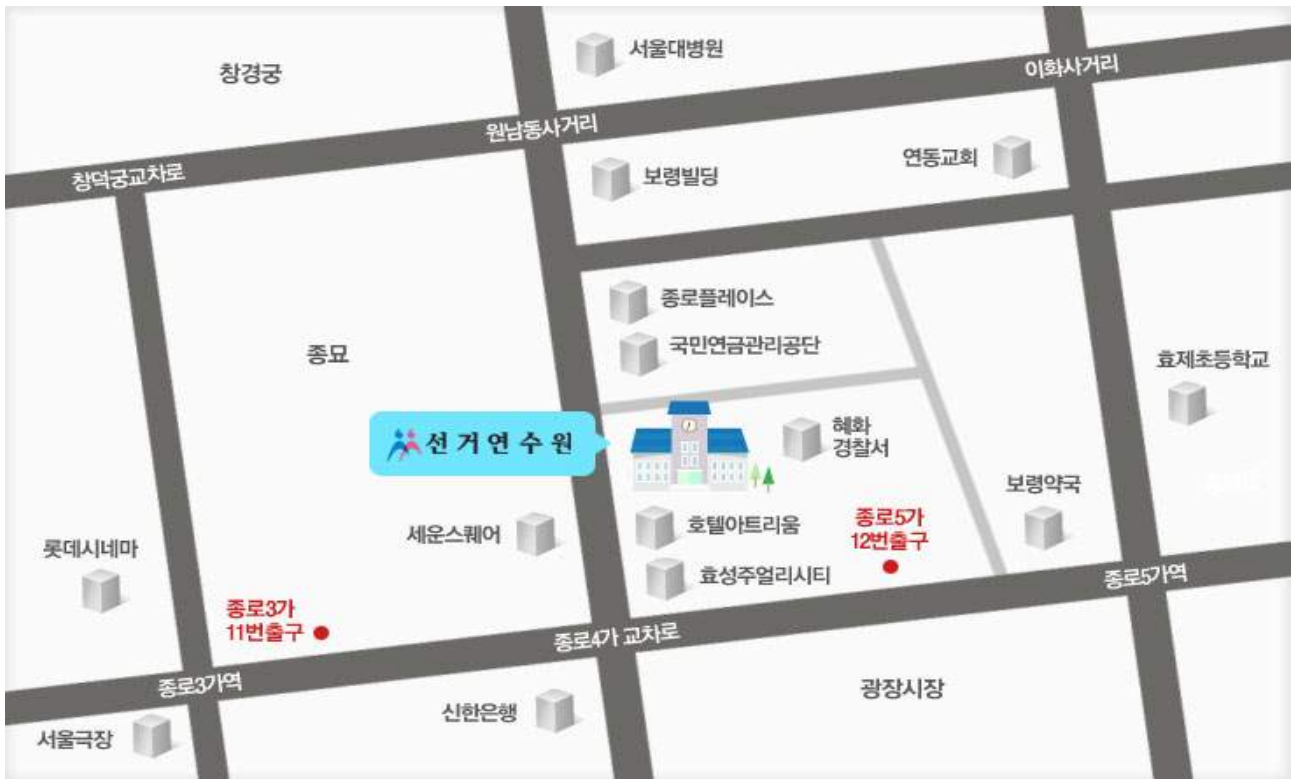 서울대병원
창경궁
이화사거리
원남동사거리
창덕궁교차로
보령빌딩
연동교회
종로플레이스
국민연금관리공단
종묘
효제초등학교
선거연수원
혜화
경찰서
보령약국
세운스퀘어
호텔아트리움
종로5가
12번출구
롯데시네마
효성주얼리시티
종로5가역
종로3가
11번출구
종로4가 교차로
종로3가역
광장시장
신한은행
서울극장